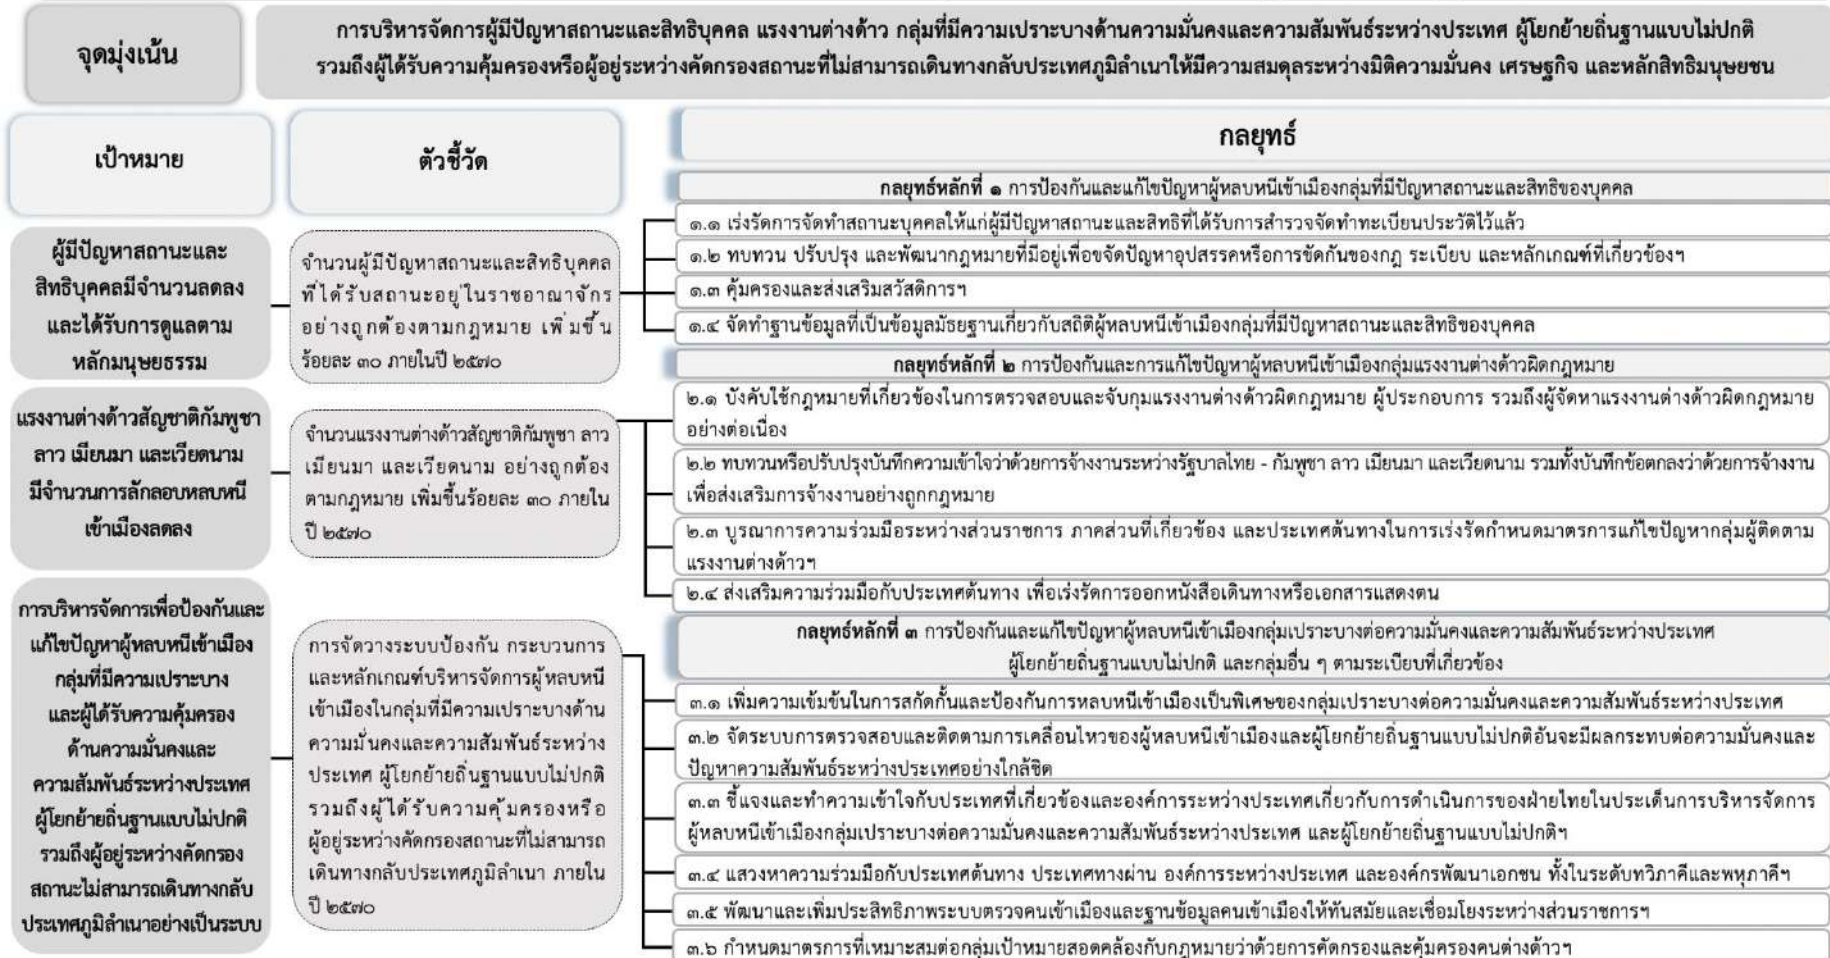 จุดมุ่งเน้น
การบริหารจัดการผู้มีปัญหาสถานะและสิทธิบุคคล แรงงานต่างด้าว กลุ่มที่มีความเปราะบางด้านความมั่นคงและความสัมพันธ์ระหว่างประเทศ ผู้โยกย้ายถิ่นฐานแบบไม่ปกติ
รวมถึงผู้ได้รับความคุ้มครองหรือผู้อยู่ระหว่างคัดกรองสถานะที่ไม่สามารถเดินทางกลับประเทศภูมิลำเนาให้มีความสมดุลระหว่างมิติความมั่นคง เศรษฐกิจ และหลักสิทธิมนุษยชน
เป้าหมาย
ตัวชี้วัด
กลยุทธ์
ผู้มีปัญหาสถานะและ
สิทธิบุคคลมีจำนวนลดลง
และได้รับการดูแลตาม
หลักมนุษยธรรม
จำนวนผู้มีปัญหาสถานะและสิทธิบุคคล
ที่ได้รับสถานะอยู่ในราชอาณาจักร
อย่างถูกต้องตามกฎหมาย เพิ่มขึ้น
ร้อยละ ๓๐ ภายในปี ๒๕๗๐
กลยุทธ์หลักที่ ๑ การป้องกันและแก้ไขปัญหาผู้หลบหนีเข้าเมืองกลุ่มที่มีปัญหาสถานะและสิทธิของบุคคล
๑.๑ เร่งรัดการจัดทำสถานะบุคคลให้แก่ผู้มีปัญหาสถานะและสิทธิที่ได้รับการสำรวจจัดทำทะเบียนประวัติไว้แล้ว
๑.๒ ทบทวน ปรับปรุง และพัฒนากฎหมายที่มีอยู่เพื่อขจัดปัญหาอุปสรรคหรือการขัดกันของกฎ ระเบียบ และหลักเกณฑ์ที่เกี่ยวข้องฯ
๑.๓ คุ้มครองและส่งเสริมสวัสดิการฯ
๑.๔ จัดทำฐานข้อมูลที่เป็นข้อมูลมัธยฐานเกี่ยวกับสถิติผู้หลบหนีเข้าเมืองกลุ่มที่มีปัญหาสถานะและสิทธิของบุคคล
แรงงานต่างด้าวสัญชาติกัมพูชา
ลาว เมียนมา และเวียดนาม
มีจำนวนการลักลอบหลบหนี
เข้าเมืองลดลง
จำนวนแรงงานต่างด้าวสัญชาติกัมพูชา ลาว
เมียนมา และเวียดนาม อย่างถูกต้อง
ตามกฎหมาย เพิ่มขึ้นร้อยละ ๓๐ ภายใน
ปี ๒๕๗๐
กลยุทธ์หลักที่ ๒ การป้องกันและการแก้ไขปัญหาผู้หลบหนีเข้าเมืองกลุ่มแรงงานต่างด้าวผิดกฎหมาย
๒.๑ บังคับใช้กฎหมายที่เกี่ยวข้องในการตรวจสอบและจับกุมแรงงานต่างด้าวผิดกฎหมาย ผู้ประกอบการ รวมถึงผู้จัดหาแรงงานต่างด้าวผิดกฎหมาย
อย่างต่อเนื่อง
๒.๒ ทบทวนหรือปรับปรุงบันทึกความเข้าใจว่าด้วยการจ้างงานระหว่างรัฐบาลไทย - กัมพูชา ลาว เมียนมา และเวียดนาม รวมทั้งบันทึกข้อตกลงว่าด้วยการจ้างงาน
เพื่อส่งเสริมการจ้างงานอย่างถูกกฎหมาย
๒.๓ บูรณาการความร่วมมือระหว่างส่วนราชการ ภาคส่วนที่เกี่ยวข้อง และประเทศต้นทางในการเร่งรัดกำหนดมาตรการแก้ไขปัญหากลุ่มผู้ติดตาม
แรงงานต่างด้าวฯ
๒.๔ ส่งเสริมความร่วมมือกับประเทศต้นทาง เพื่อเร่งรัดการออกหนังสือเดินทางหรือเอกสารแสดงตน
การบริหารจัดการเพื่อป้องกันและ
แก้ไขปัญหาผู้หลบหนีเข้าเมือง
กลุ่มที่มีความเปราะบาง
และผู้ได้รับความคุ้มครอง
ด้านความมั่นคงและ
ความสัมพันธ์ระหว่างประเทศ
ผู้โยกย้ายถิ่นฐานแบบไม่ปกติ
รวมถึงผู้อยู่ระหว่างคัดกรอง
สถานะไม่สามารถเดินทางกลับ
ประเทศภูมิลำเนาอย่างเป็นระบบ
การจัดวางระบบป้องกัน กระบวนการ
และหลักเกณฑ์บริหารจัดการผู้หลบหนี
เข้าเมืองในกลุ่มที่มีความเปราะบางด้าน
ความมั่นคงและความสัมพันธ์ระหว่าง
ประเทศ ผู้โยกย้ายถิ่นฐานแบบไม่ปกติ
รวมถึงผู้ได้รับความคุ้มครองหรือ
ผู้อยู่ระหว่างคัดกรองสถานะที่ไม่สามารถ
เดินทางกลับประเทศภูมิลำเนา ภายใน
ปี ๒๕๗๐
กลยุทธ์หลักที่ ๓ การป้องกันและแก้ไขปัญหาผู้หลบหนีเข้าเมืองกลุ่มเปราะบางต่อความมั่นคงและความสัมพันธ์ระหว่างประเทศ
ผู้โยกย้ายถิ่นฐานแบบไม่ปกติ และกลุ่มอื่น ๆ ตามระเบียบที่เกี่ยวข้อง
๓.๑ เพิ่มความเข้มข้นในการสกัดกั้นและป้องกันการหลบหนีเข้าเมืองเป็นพิเศษของกลุ่มเปราะบางต่อความมั่นคงและความสัมพันธ์ระหว่างประเทศ
๓.๒ จัดระบบการตรวจสอบและติดตามการเคลื่อนไหวของผู้หลบหนีเข้าเมืองและผู้โยกย้ายถิ่นฐานแบบไม่ปกติอันจะมีผลกระทบต่อความมั่นคงและ
ปัญหาความสัมพันธ์ระหว่างประเทศอย่างใกล้ชิด
๓.๓ ชี้แจงและทำความเข้าใจกับประเทศที่เกี่ยวข้องและองค์การระหว่างประเทศเกี่ยวกับการดำเนินการของฝ่ายไทยในประเด็นการบริหารจัดการ
ผู้หลบหนีเข้าเมืองกลุ่มเปราะบางต่อความมั่นคงและความสัมพันธ์ระหว่างประเทศ และผู้โยกย้ายถิ่นฐานแบบไม่ปกติฯ
๓.๔ แสวงหาความร่วมมือกับประเทศต้นทาง ประเทศทางผ่าน องค์การระหว่างประเทศ และองค์กรพัฒนาเอกชน ทั้งในระดับทวิภาคีและพหุภาคีฯ
๓.๕ พัฒนาและเพิ่มประสิทธิภาพระบบตรวจคนเข้าเมืองและฐานข้อมูลคนเข้าเมืองให้ทันสมัยและเชื่อมโยงระหว่างส่วนราชการฯ
๓.๖ กำหนดมาตรการที่เหมาะสมต่อกลุ่มเป้าหมายสอดคล้องกับกฎหมายว่าด้วยการคัดกรองและคุ้มครองคนต่างด้าวฯ